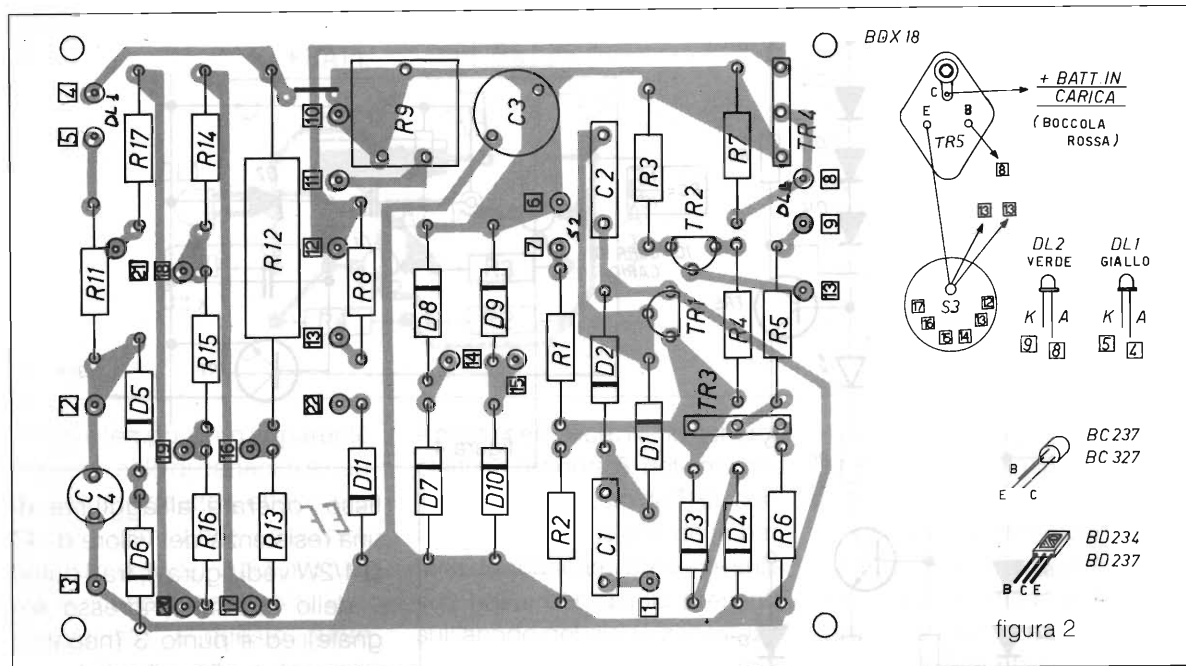 4
5
DL1
R17
R14
R12
10
R9
C3
C2
R3
R7
TR4
11
6
S2
7
TR2
DL2
8
9
R11
21
18
12
R8
D8
D9
13
R15
R1
D2
TR1
R4
R5
13
14
15
2
D5
22
TR3
D1
19
16
C4
D11
D7
D10
R2
C1
D3
D4
R6
3
D6
R16
R13
20
17
1
BDX 18
C
E
B
TR5
+ BATT. IN
CARICA
(BOCCOLA
ROSSA)
8
13 13
S3
17
16
15
14
13
12
DL2
VERDE
K A
9 8
DL1
GIALLO
K A
5 4
BC237
BC327
B
E C
BD234
BD237
B C E
figura 2